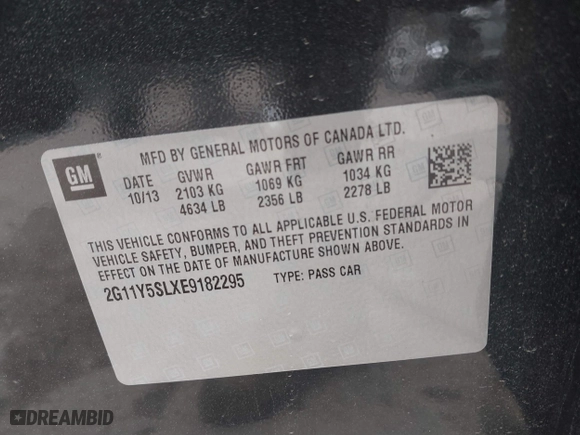 MFD BY GENERAL MOTORS OF CANADA LTD.
GM
DATE GVWR GAWR FRT GAWR RR
10/13 2103 KG 1069 KG 1034 KG
4634 LB 2356 LB 2278 LB
THIS VEHICLE CONFORMS TO ALL APPLICABLE U.S. FEDERAL MOTOR
VEHICLE SAFETY, BUMPER, AND THEFT PREVENTION STANDARDS IN
EFFECT ON THE DATE OF MANUFACTURE SHOWN ABOVE.
2G11Y5SLXE9182295 TYPE: PASS CAR
DREAMBID